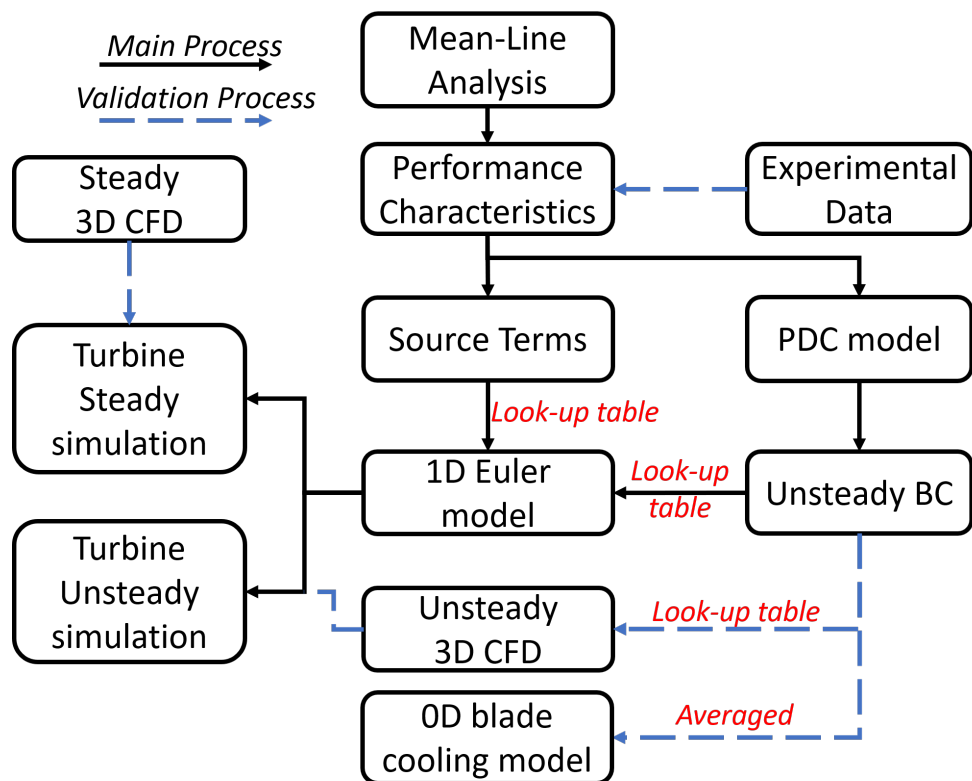 Main Process
Validation Process
Mean-Line
Analysis
Steady
3D CFD
Performance
Characteristics
Experimental
Data
Turbine
Steady
simulation
Source Terms
PDC model
Look-up table
1D Euler
model
Look-up
table
Unsteady BC
Turbine
Unsteady
simulation
Unsteady
3D CFD
Look-up table
0D blade
cooling model
Averaged